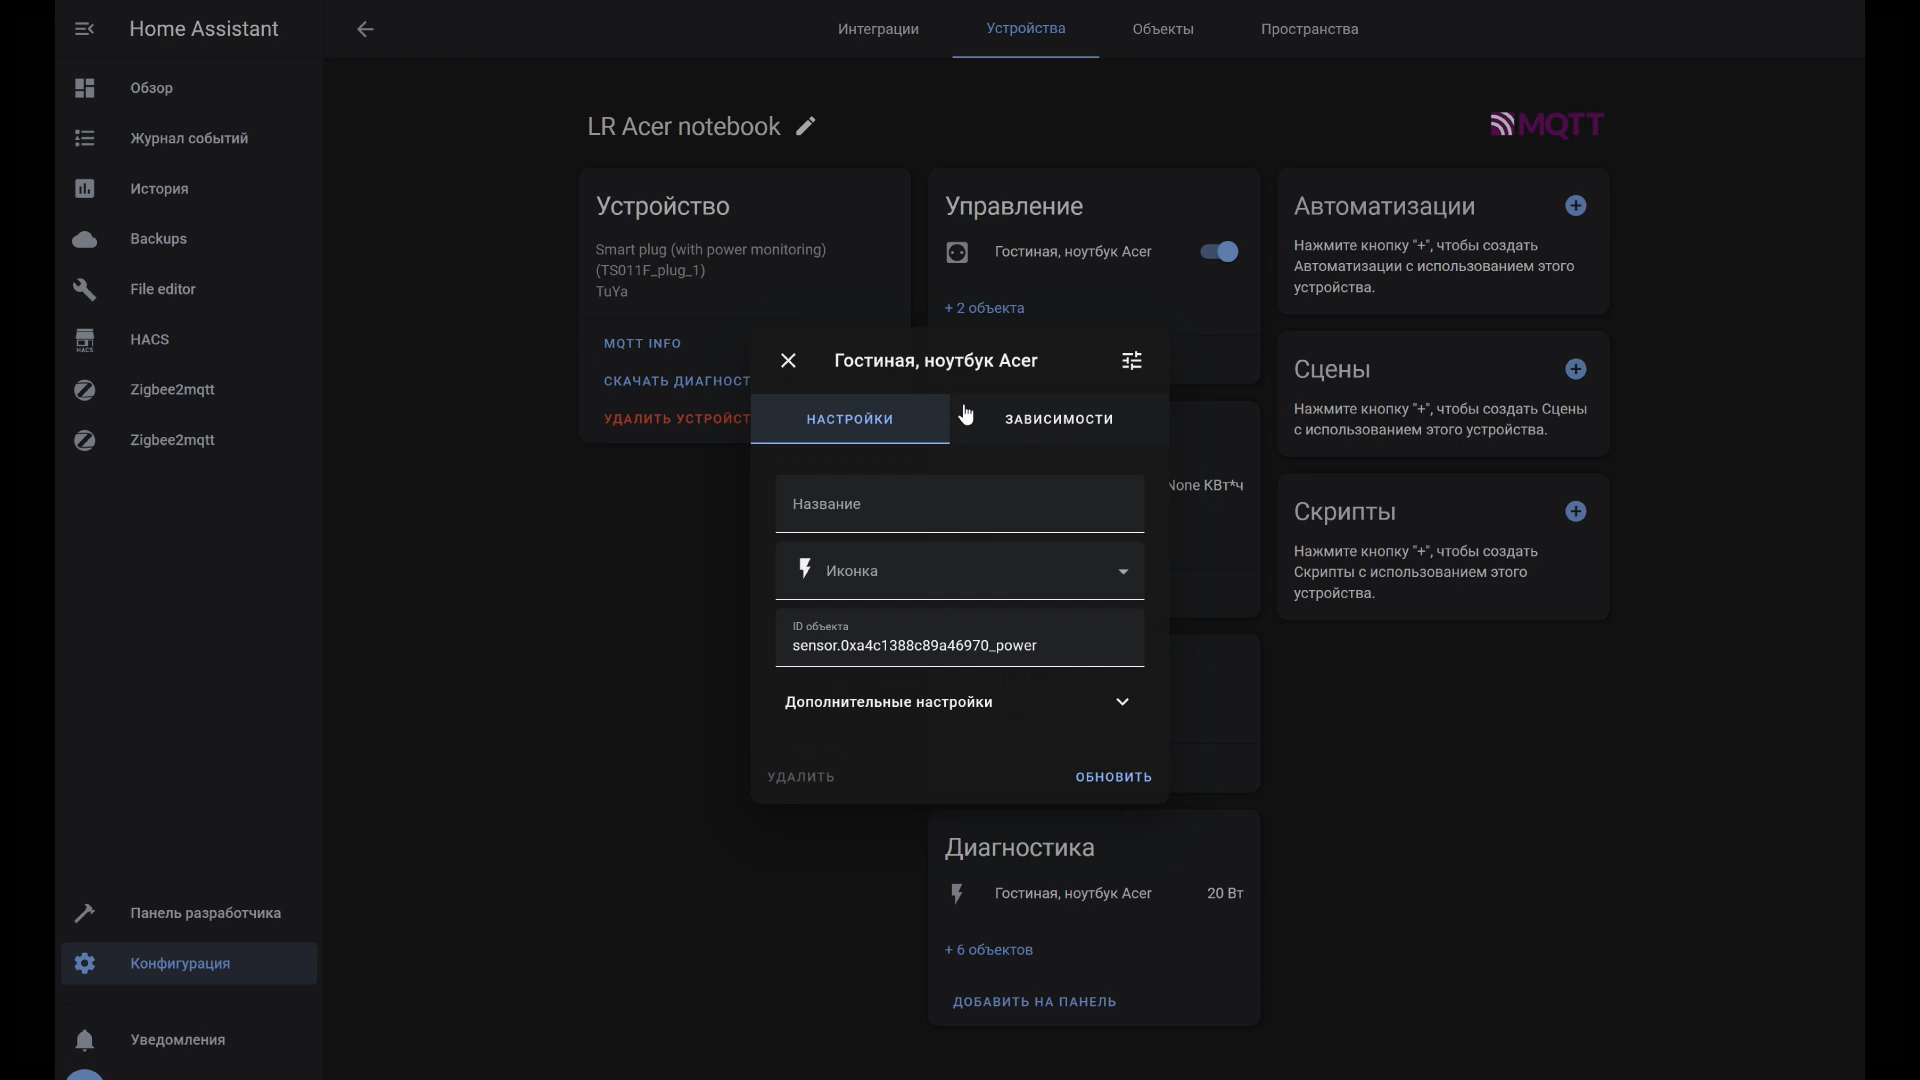 Home Assistant
Обзор
Журнал событий
История
Backups
File editor
HACS
HACS
Zigbee2mqtt
Zigbee2mqtt
Панель разработчика
Конфигурация
Уведомления
Интеграции
Устройства
Объекты
Пространства
LR Acer notebook
MQTT
Устройство
Smart plug (with power monitoring)
(TS011F_plug_1)
TuYa
MQTT INFO
СКАЧАТЬ ДИАГНОСТ
УДАЛИТЬ УСТРОЙСТ
Управление
Гостиная, ноутбук Acer
+ 2 объекта
Гостиная, ноутбук Acer
НАСТРОЙКИ
ЗАВИСИМОСТИ
Название
Иконка
ID объекта
sensor.0xa4c1388c89a46970_power
Дополнительные настройки
УДАЛИТЬ
ОБНОВИТЬ
None КВт*ч
Диагностика
Гостиная, ноутбук Acer
20 Вт
+ 6 объектов
ДОБАВИТЬ НА ПАНЕЛЬ
Автоматизации
Нажмите кнопку "+", чтобы создать
Автоматизации с использованием этого
устройства.
Сцены
Нажмите кнопку "+", чтобы создать Сцены
с использованием этого устройства.
Скрипты
Нажмите кнопку "+", чтобы создать
Скрипты с использованием этого
устройства.